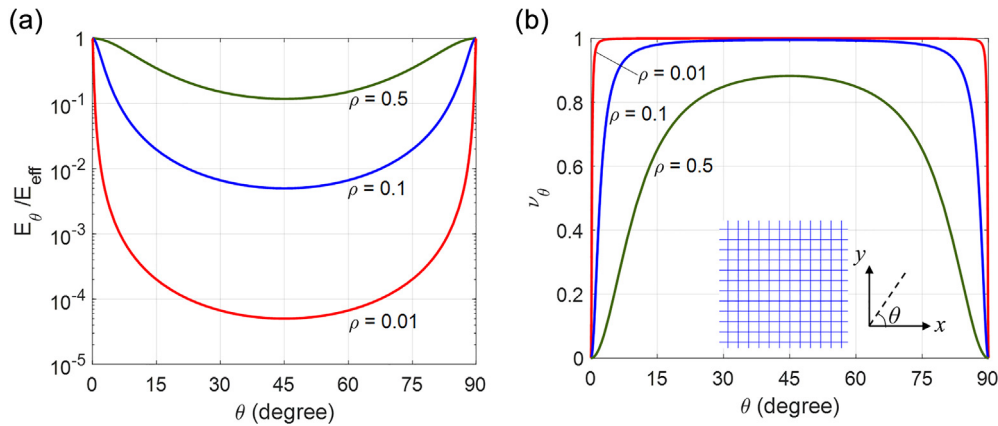 (a)
1
10⁻¹
10⁻²
10⁻³
10⁻⁴
10⁻⁵
E_θ /E_eff
ρ = 0.5
ρ = 0.1
ρ = 0.01
0 15 30 45 60 75 90
θ (degree)
(b)
1
0.8
0.6
0.4
0.2
0
ν_θ
ρ = 0.01
ρ = 0.1
ρ = 0.5
y
θ
x
0 15 30 45 60 75 90
θ (degree)